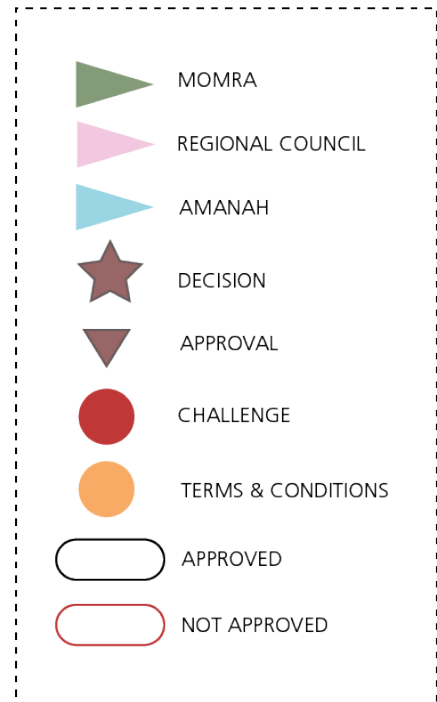 MOMRA
REGIONAL COUNCIL
AMANAH
DECISION
APPROVAL
CHALLENGE
TERMS & CONDITIONS
APPROVED
NOT APPROVED